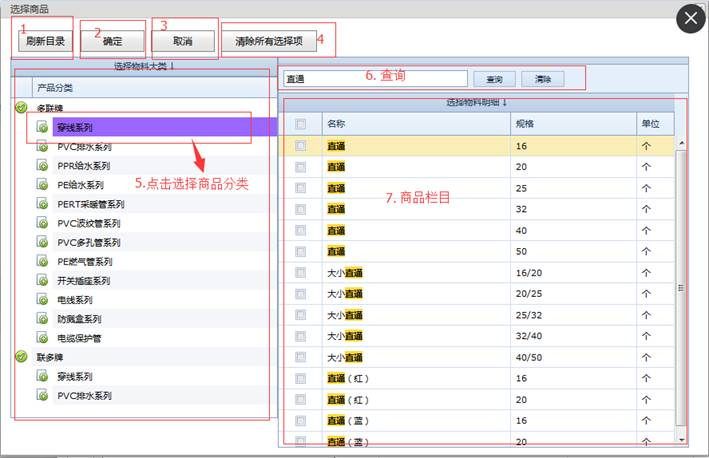 选择商品
1
2
3
4
刷新目录
确定
取消
清除所有选择项
选择物料大类↓
产品分类
多联牌
穿线系列
PVC排水系列
PPR给水系列
PE给水系列
PERT采暖管系列
PVC波纹管系列
PVC多孔管系列
PE燃气管系列
开关插座系列
电线系列
防溅盒系列
电缆保护管
联多牌
穿线系列
PVC排水系列
5.点击选择商品分类
直通
6. 查询
查询
清除
选择物料明细↓
名称 规格 单位
直通 16 个
直通 20 个
直通 25 个
直通 32 个
直通 40 个
直通 50 个
大小直通 16/20 个
大小直通 20/25 个
大小直通 25/32 个
大小直通 32/40 个
大小直通 40/50 个
直通（红） 16 个
直通（红） 20 个
直通（蓝） 16 个
直通（蓝） 20 个
7. 商品栏目